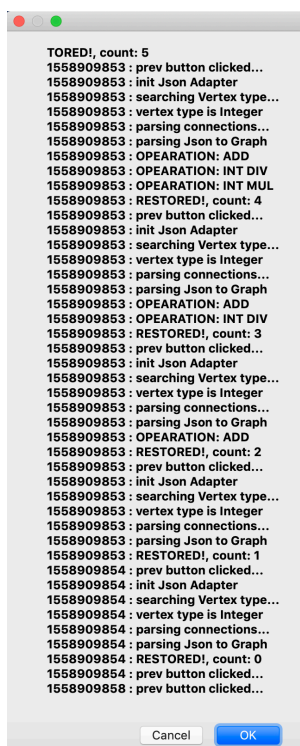 TORED!, count: 5
1558909853 : prev button clicked...
1558909853 : init Json Adapter
1558909853 : searching Vertex type...
1558909853 : vertex type is Integer
1558909853 : parsing connections...
1558909853 : parsing Json to Graph
1558909853 : OPEARATION: ADD
1558909853 : OPEARATION: INT DIV
1558909853 : OPEARATION: INT MUL
1558909853 : RESTORED!, count: 4
1558909853 : prev button clicked...
1558909853 : init Json Adapter
1558909853 : searching Vertex type...
1558909853 : vertex type is Integer
1558909853 : parsing connections...
1558909853 : parsing Json to Graph
1558909853 : OPEARATION: ADD
1558909853 : OPEARATION: INT DIV
1558909853 : RESTORED!, count: 3
1558909853 : prev button clicked...
1558909853 : init Json Adapter
1558909853 : searching Vertex type...
1558909853 : vertex type is Integer
1558909853 : parsing connections...
1558909853 : parsing Json to Graph
1558909853 : OPEARATION: ADD
1558909853 : RESTORED!, count: 2
1558909853 : prev button clicked...
1558909853 : init Json Adapter
1558909853 : searching Vertex type...
1558909853 : vertex type is Integer
1558909853 : parsing connections...
1558909853 : parsing Json to Graph
1558909853 : RESTORED!, count: 1
1558909854 : prev button clicked...
1558909854 : init Json Adapter
1558909854 : searching Vertex type...
1558909854 : vertex type is Integer
1558909854 : parsing connections...
1558909854 : parsing Json to Graph
1558909854 : RESTORED!, count: 0
1558909854 : prev button clicked...
1558909858 : prev button clicked...
Cancel OK